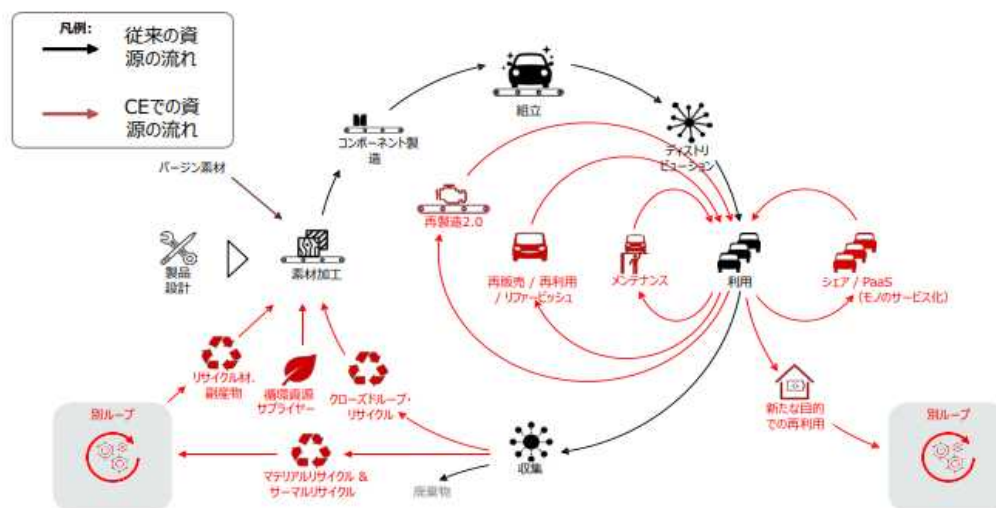 凡例:
従来の資
源の流れ
CEでの資
源の流れ
組立
コンポーネント製
造
ディストリ
ビューション
バージン素材
再製造2.0
製品
設計
素材加工
再販売 / 再利用
/ リファービッシュ
メンテナンス
利用
シェア / PaaS
(モノのサービス化)
リサイクル材、
副産物
循環資源
サプライヤー
クローズドループ・
リサイクル
新たな目的
での再利用
別ループ
別ループ
収集
マテリアルリサイクル &
サーマルリサイクル
廃棄物